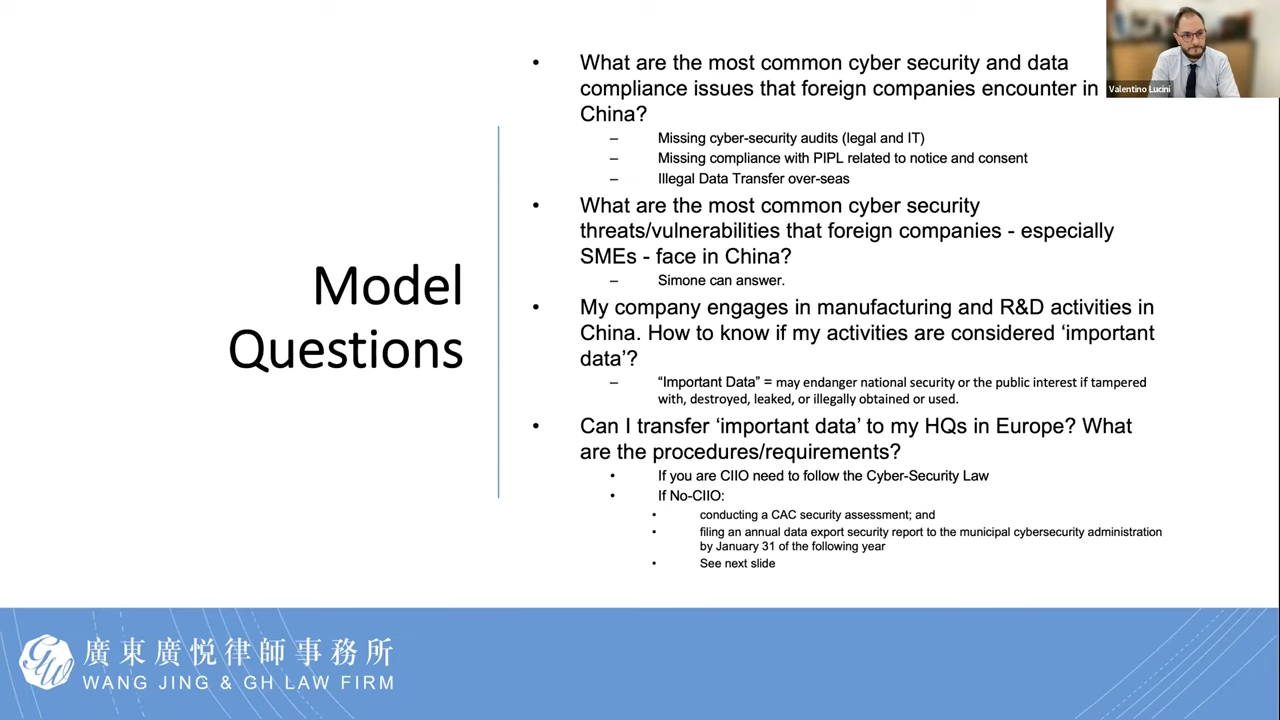 Model
Questions
• What are the most common cyber security and data
compliance issues that foreign companies encounter in
China?
– Missing cyber-security audits (legal and IT)
– Missing compliance with PIPL related to notice and consent
– Illegal Data Transfer over-seas
• What are the most common cyber security
threats/vulnerabilities that foreign companies - especially
SMEs - face in China?
– Simone can answer.
• My company engages in manufacturing and R&D activities in
China. How to know if my activities are considered ‘important
data’?
– “Important Data” = may endanger national security or the public interest if tampered
with, destroyed, leaked, or illegally obtained or used.
• Can I transfer ‘important data’ to my HQs in Europe? What
are the procedures/requirements?
• If you are CIIO need to follow the Cyber-Security Law
• If No-CIIO:
• conducting a CAC security assessment; and
• filing an annual data export security report to the municipal cybersecurity administration
by January 31 of the following year
• See next slide
Valentino Lucini
GW
廣東廣悦律師事務所
WANG JING & GH LAW FIRM